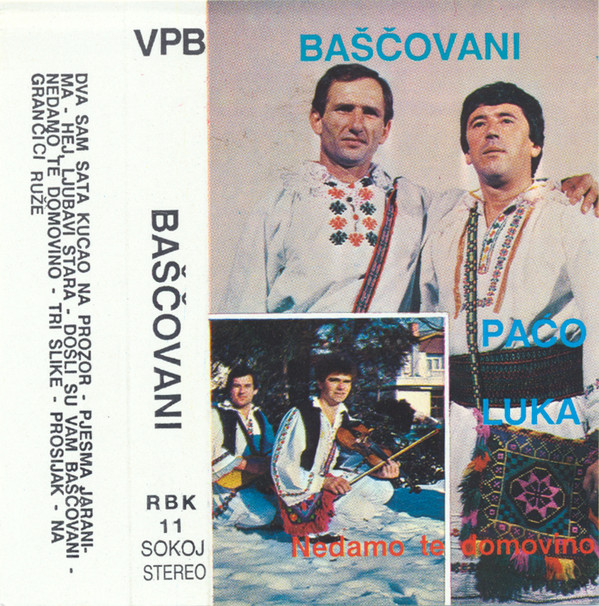 DVA SAM SATA KUCAO NA PROZOR - PJESMA JARANI-
MA - HEJ, LJUBAVI STARA - DOŠLI SU VAM BAŠČOVANI -
NEDAMO TE DOMOVINO - TRI SLIKE - PROSIJAK - NA
GRANČICI RUŽE
VPB
BAŠČOVANI
RBK
11
SOKOJ
STEREO
BAŠČOVANI
PAĆO
LUKA
Nedamo te domovino